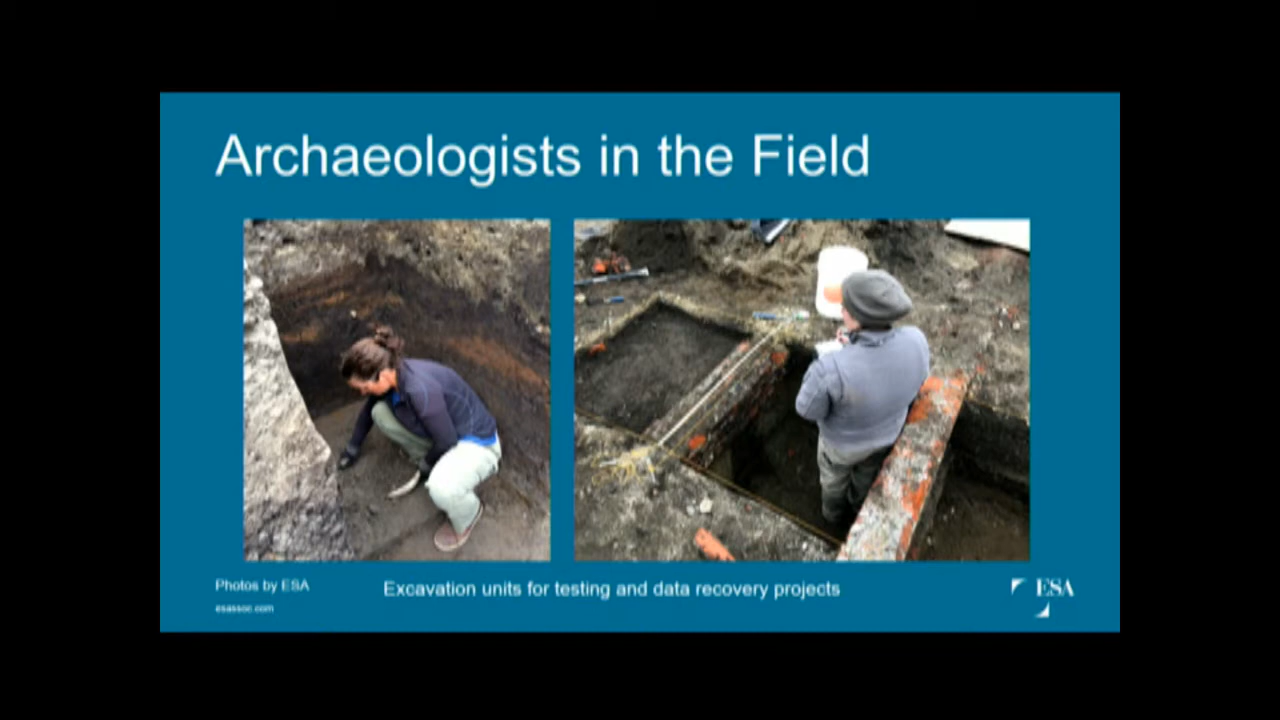 Archaeologists in the Field
Photos by ESA
Excavation units for testing and data recovery projects
esassoc.com
ESA